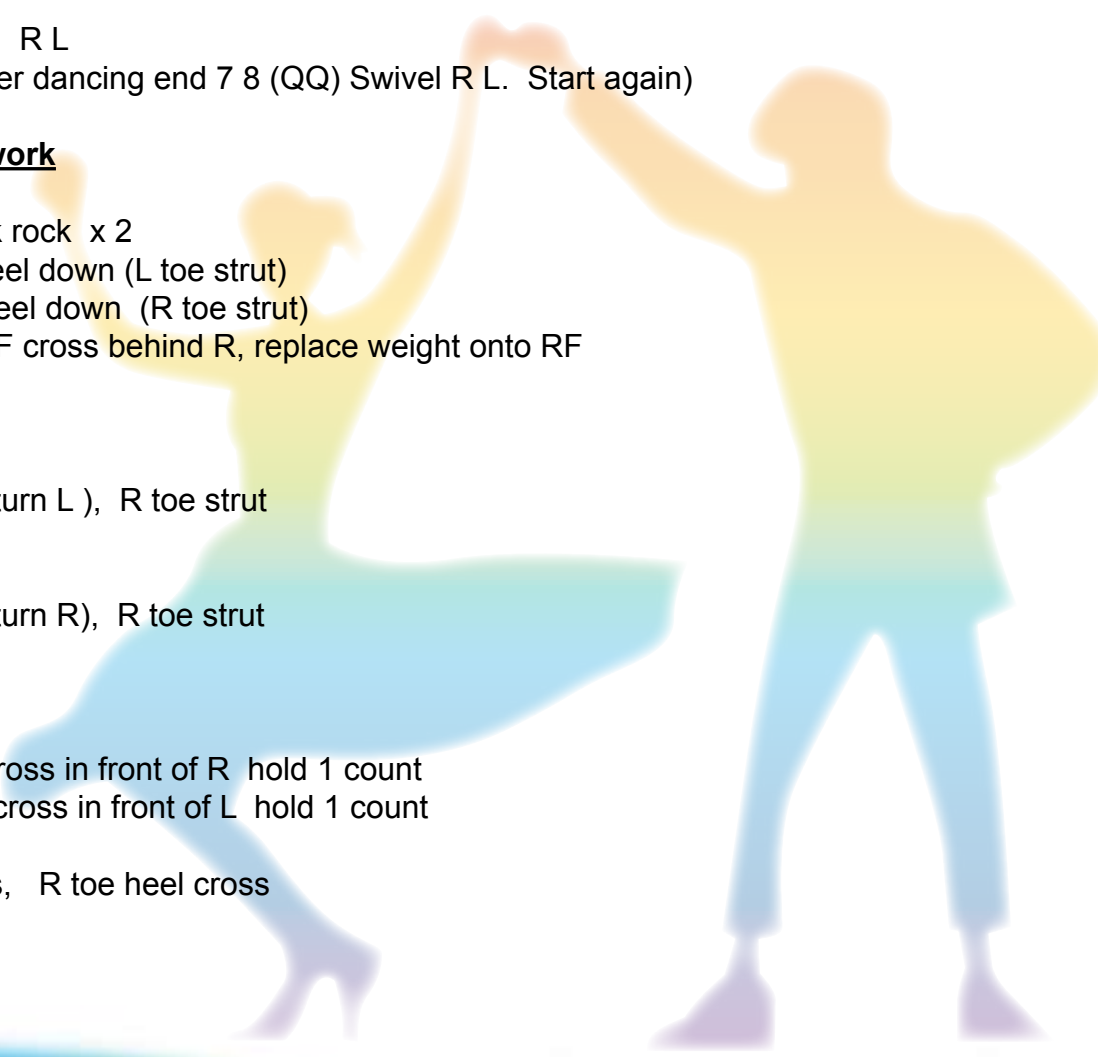 R L
er dancing end 7 8 (QQ) Swivel R L. Start again)
work
rock x 2
eel down (L toe strut)
eel down (R toe strut)
F cross behind R, replace weight onto RF
turn L ), R toe strut
turn R), R toe strut
ross in front of R hold 1 count
cross in front of L hold 1 count
s, R toe heel cross